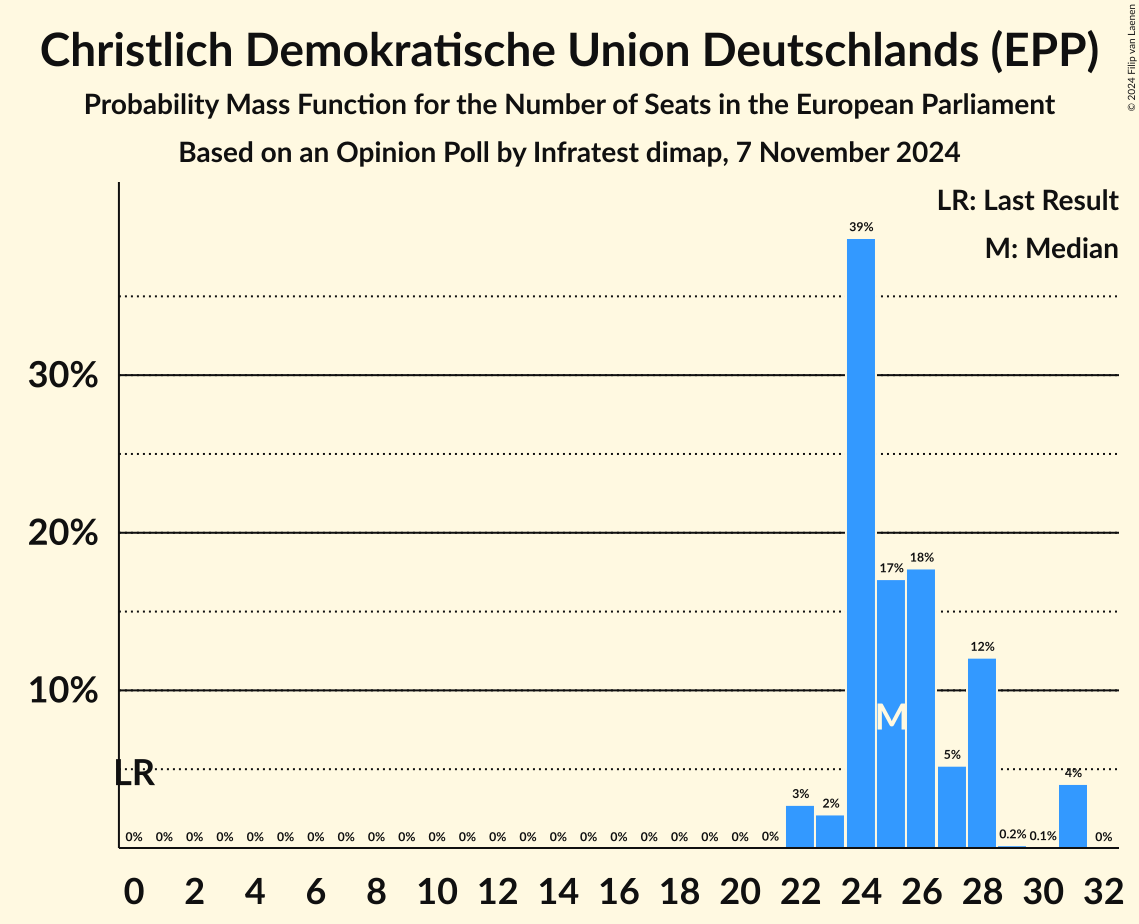 Christlich Demokratische Union Deutschlands (EPP)
Probability Mass Function for the Number of Seats in the European Parliament
Based on an Opinion Poll by Infratest dimap, 7 November 2024
© 2024 Filip van Laenen
LR: Last Result
M: Median
39%
30%
20%
17% 18%
12%
10%
M
5%
LR
4%
3% 2%
0% 0% 0% 0% 0% 0% 0% 0% 0% 0% 0% 0% 0% 0% 0% 0% 0% 0% 0% 0% 0% 0% 0.2% 0.1% 0%
0 2 4 6 8 10 12 14 16 18 20 22 24 26 28 30 32